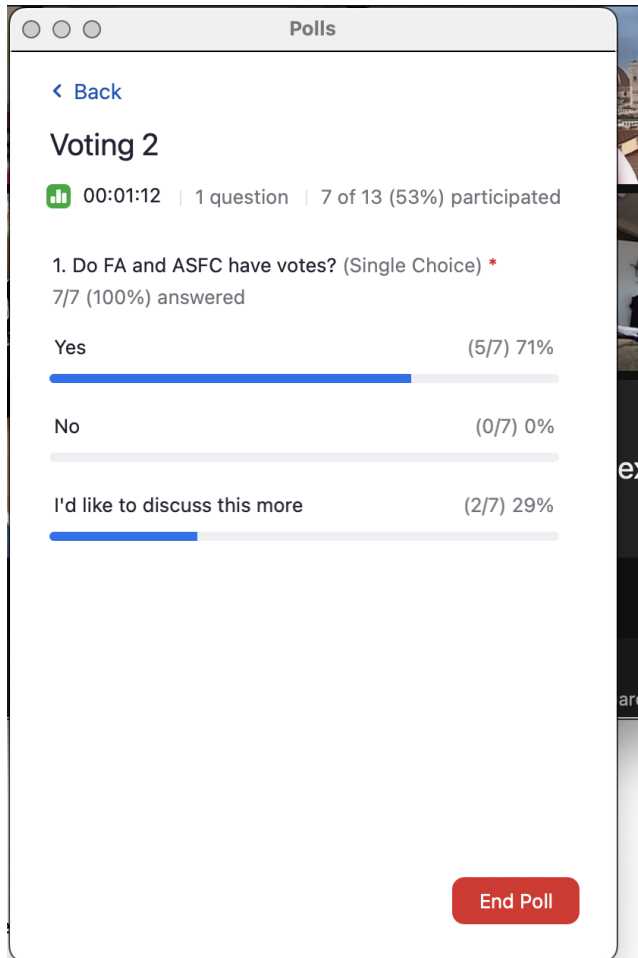 Polls
Back
Voting 2
00:01:12 | 1 question | 7 of 13 (53%) participated
1. Do FA and ASFC have votes? (Single Choice) *
7/7 (100%) answered
Yes (5/7) 71%
No (0/7) 0%
I'd like to discuss this more (2/7) 29%
End Poll